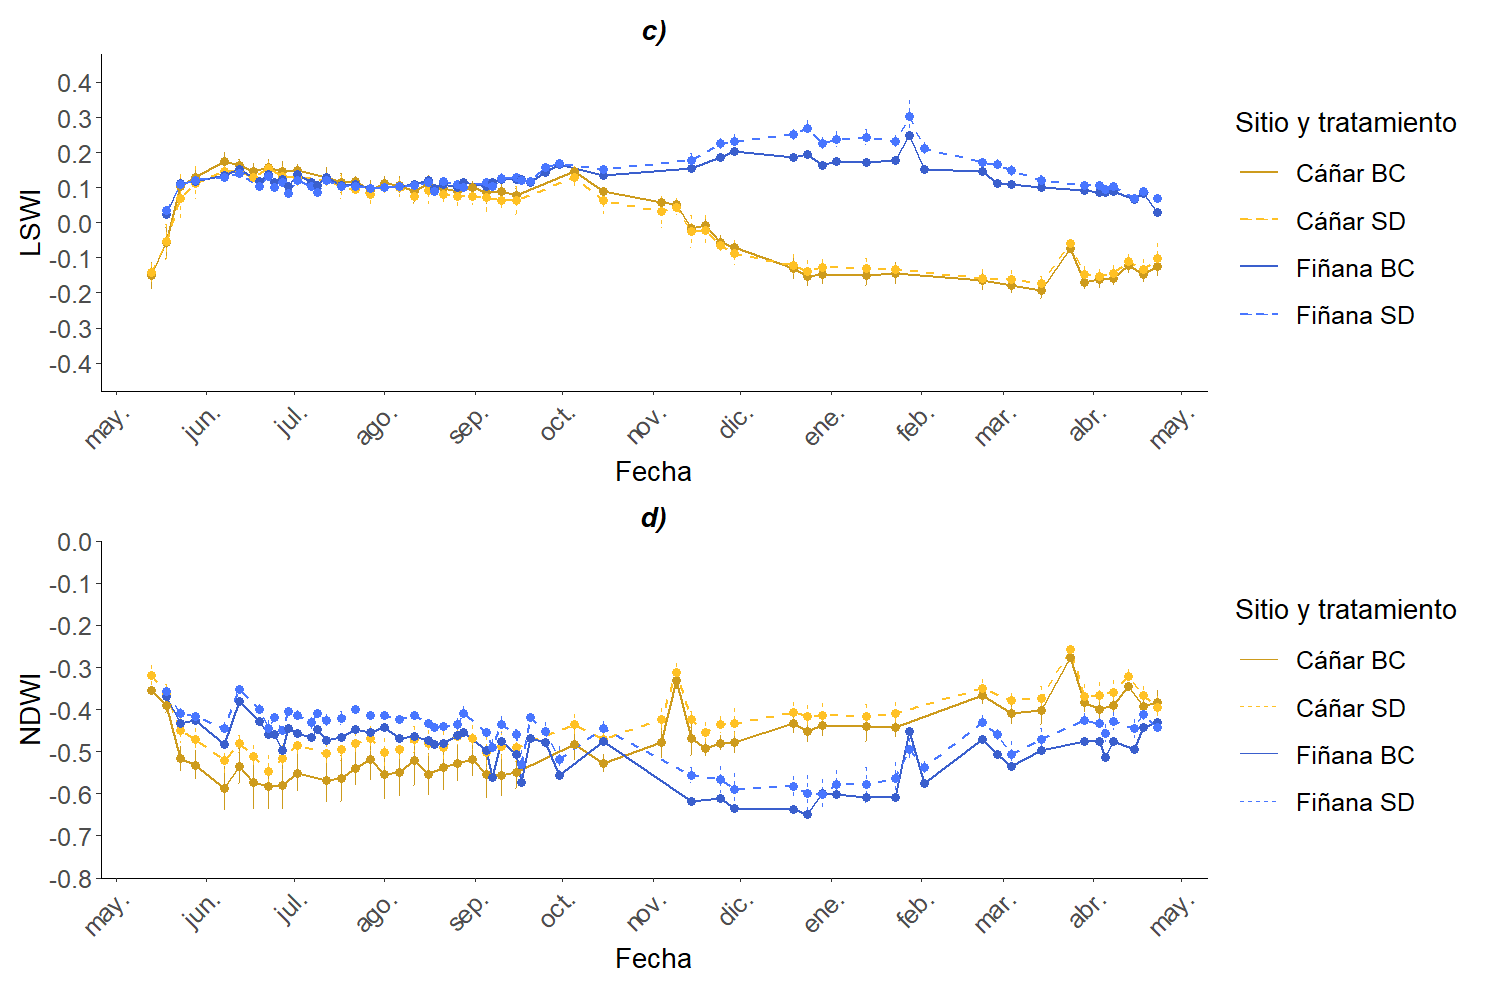 c)
0.4
0.3
0.2
0.1
0.0
-0.1
-0.2
-0.3
-0.4
LSWI
may.
jun.
jul.
ago.
sep.
oct.
nov.
dic.
ene.
feb.
mar.
abr.
may.
Fecha
Sitio y tratamiento
Cáñar BC
Cáñar SD
Fiñana BC
Fiñana SD
d)
0.0
-0.1
-0.2
-0.3
-0.4
-0.5
-0.6
-0.7
-0.8
NDWI
may.
jun.
jul.
ago.
sep.
oct.
nov.
dic.
ene.
feb.
mar.
abr.
may.
Fecha
Sitio y tratamiento
Cáñar BC
Cáñar SD
Fiñana BC
Fiñana SD